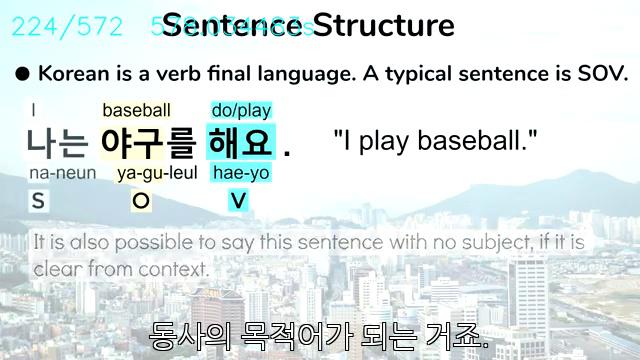 224/572
Sentence Structure
● Korean is a verb final language. A typical sentence is SOV.
I baseball do/play
나는 야구를 해요. "I play baseball."
na-neun ya-gu-leul hae-yo
S O V
It is also possible to say this sentence with no subject, if it is
clear from context.
동사의 목적어가 되는 거죠.